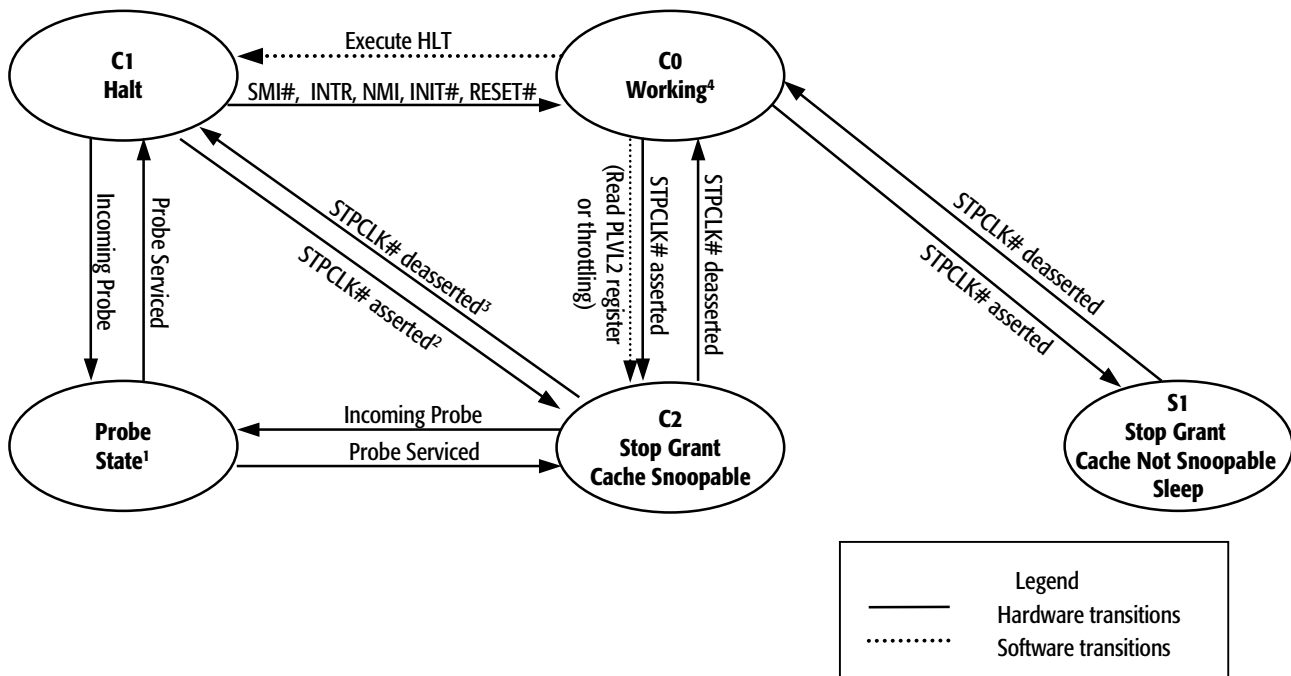 C1
Halt
Execute HLT
SMI#, INTR, NMI, INIT#, RESET#
C0
Working⁴
Incoming Probe
Probe Serviced
STPCLK# deasserted³
STPCLK# asserted²
(Read PLVL2 register
or throttling)
STPCLK# asserted
STPCLK# deasserted
STPCLK# deasserted
STPCLK# asserted
Probe
State¹
Incoming Probe
Probe Serviced
C2
Stop Grant
Cache Snoopable
S1
Stop Grant
Cache Not Snoopable
Sleep
Legend
Hardware transitions
Software transitions